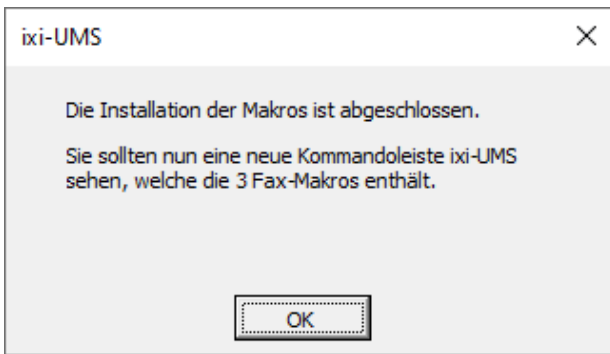 ixi-UMS
Die Installation der Makros ist abgeschlossen.
Sie sollten nun eine neue Kommandoleiste ixi-UMS
sehen, welche die 3 Fax-Makros enthält.
OK